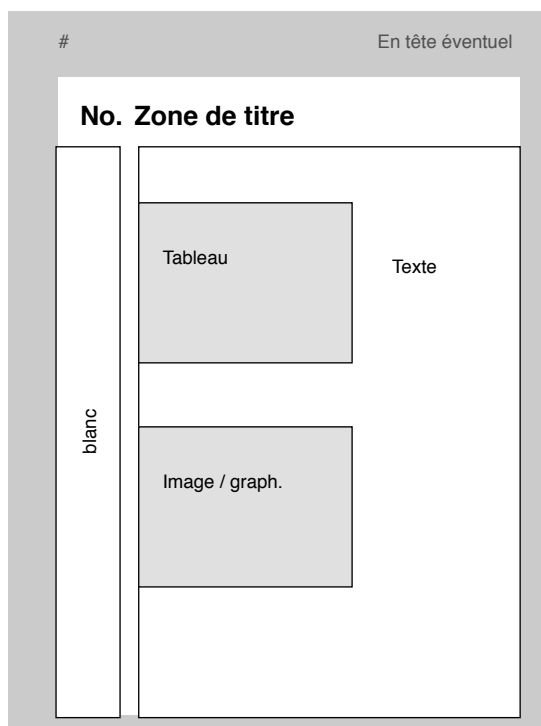 # En tête éventuel
No. Zone de titre
Tableau
Texte
blanc
Image / graph.